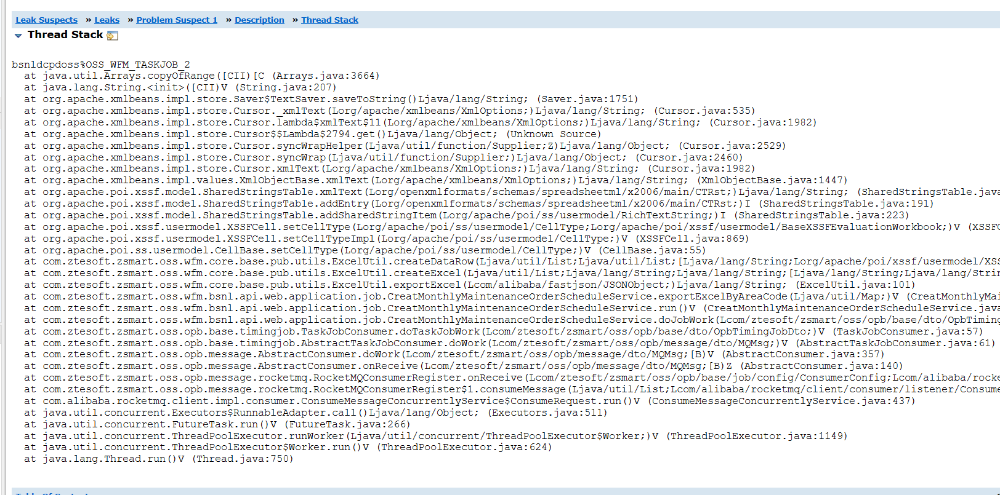 Leak Suspects » Leaks » Problem Suspect 1 » Description » Thread Stack
Thread Stack
bsnldcpdoss%OSS_WFM_TASKJOB_2
at java.util.Arrays.copyOfRange([CII)[C (Arrays.java:3664)
at java.lang.String.<init>([CII)V (String.java:207)
at org.apache.xmlbeans.impl.store.Saver$TextSaver.saveToString()Ljava/lang/String; (Saver.java:1751)
at org.apache.xmlbeans.impl.store.Cursor._xmlText(Lorg/apache/xmlbeans/XmlOptions;)Ljava/lang/String; (Cursor.java:535)
at org.apache.xmlbeans.impl.store.Cursor.lambda$xmlText$11(Lorg/apache/xmlbeans/XmlOptions;)Ljava/lang/String; (Cursor.java:1982)
at org.apache.xmlbeans.impl.store.Cursor$$Lambda$2794.get()Ljava/lang/Object; (Unknown Source)
at org.apache.xmlbeans.impl.store.Cursor.syncWrapHelper(Ljava/util/function/Supplier;Z)Ljava/lang/Object; (Cursor.java:2529)
at org.apache.xmlbeans.impl.store.Cursor.syncWrap(Ljava/util/function/Supplier;)Ljava/lang/Object; (Cursor.java:2460)
at org.apache.xmlbeans.impl.store.Cursor.xmlText(Lorg/apache/xmlbeans/XmlOptions;)Ljava/lang/String; (Cursor.java:1982)
at org.apache.xmlbeans.impl.values.XmlObjectBase.xmlText(Lorg/apache/xmlbeans/XmlOptions;)Ljava/lang/String; (XmlObjectBase.java:1447)
at org.apache.poi.xssf.model.SharedStringsTable.xmlText(Lorg/openxmlformats/schemas/spreadsheetml/x2006/main/CTRst;)Ljava/lang/String; (SharedStringsTable.java
at org.apache.poi.xssf.model.SharedStringsTable.addEntry(Lorg/openxmlformats/schemas/spreadsheetml/x2006/main/CTRst;)I (SharedStringsTable.java:191)
at org.apache.poi.xssf.model.SharedStringsTable.addSharedStringItem(Lorg/apache/poi/ss/usermodel/RichTextString;)I (SharedStringsTable.java:223)
at org.apache.poi.xssf.usermodel.XSSFCell.setCellType(Lorg/apache/poi/ss/usermodel/CellType;Lorg/apache/poi/xssf/usermodel/BaseXSSFEvaluationWorkbook;)V (XSSFC
at org.apache.poi.xssf.usermodel.XSSFCell.setCellTypeImpl(Lorg/apache/poi/ss/usermodel/CellType;)V (XSSFCell.java:869)
at org.apache.poi.ss.usermodel.CellBase.setCellType(Lorg/apache/poi/ss/usermodel/CellType;)V (CellBase.java:55)
at com.ztesoft.zsmart.oss.wfm.core.base.pub.utils.ExcelUtil.createDataRow(Ljava/util/List;Ljava/util/List;[Ljava/lang/String;Lorg/apache/poi/xssf/usermodel/XSS
at com.ztesoft.zsmart.oss.wfm.core.base.pub.utils.ExcelUtil.createExcel(Ljava/util/List;Ljava/lang/String;Ljava/lang/String;[Ljava/lang/String;Ljava/lang/Stri
at com.ztesoft.zsmart.oss.wfm.core.base.pub.utils.ExcelUtil.exportExcel(Lcom/alibaba/fastjson/JSONObject;)Ljava/lang/String; (ExcelUtil.java:101)
at com.ztesoft.zsmart.oss.wfm.bsnl.api.web.application.job.CreatMonthlyMaintenanceOrderScheduleService.exportExcelByAreaCode(Ljava/util/Map;)V (CreatMonthlyMai
at com.ztesoft.zsmart.oss.wfm.bsnl.api.web.application.job.CreatMonthlyMaintenanceOrderScheduleService.run()V (CreatMonthlyMaintenanceOrderScheduleService.java
at com.ztesoft.zsmart.oss.wfm.bsnl.api.web.application.job.CreatMonthlyMaintenanceOrderScheduleService.doJobWork(Lcom/ztesoft/zsmart/oss/opb/base/dto/OpbTiming
at com.ztesoft.zsmart.oss.opb.base.timingjob.TaskJobConsumer.doTaskJobWork(Lcom/ztesoft/zsmart/oss/opb/base/dto/OpbTimingJobDto;)V (TaskJobConsumer.java:57)
at com.ztesoft.zsmart.oss.opb.base.timingjob.AbstractTaskJobConsumer.doWork(Lcom/ztesoft/zsmart/oss/opb/message/dto/MQMsg;)V (AbstractTaskJobConsumer.java:61)
at com.ztesoft.zsmart.oss.opb.message.AbstractConsumer.doWork(Lcom/ztesoft/zsmart/oss/opb/message/dto/MQMsg;[B)V (AbstractConsumer.java:357)
at com.ztesoft.zsmart.oss.opb.message.AbstractConsumer.onReceive(Lcom/ztesoft/zsmart/oss/opb/message/dto/MQMsg;[B)Z (AbstractConsumer.java:140)
at com.ztesoft.zsmart.oss.opb.message.rocketmq.RocketMQConsumerRegister.onReceive(Lcom/ztesoft/zsmart/oss/opb/base/job/config/ConsumerConfig;Lcom/alibaba/rocke
at com.ztesoft.zsmart.oss.opb.message.rocketmq.RocketMQConsumerRegister$1.consumeMessage(Ljava/util/List;Lcom/alibaba/rocketmq/client/consumer/listener/Consume
at com.alibaba.rocketmq.client.impl.consumer.ConsumeMessageConcurrentlyService$ConsumeRequest.run()V (ConsumeMessageConcurrentlyService.java:437)
at java.util.concurrent.Executors$RunnableAdapter.call()Ljava/lang/Object; (Executors.java:511)
at java.util.concurrent.FutureTask.run()V (FutureTask.java:266)
at java.util.concurrent.ThreadPoolExecutor.runWorker(Ljava/util/concurrent/ThreadPoolExecutor$Worker;)V (ThreadPoolExecutor.java:1149)
at java.util.concurrent.ThreadPoolExecutor$Worker.run()V (ThreadPoolExecutor.java:624)
at java.lang.Thread.run()V (Thread.java:750)